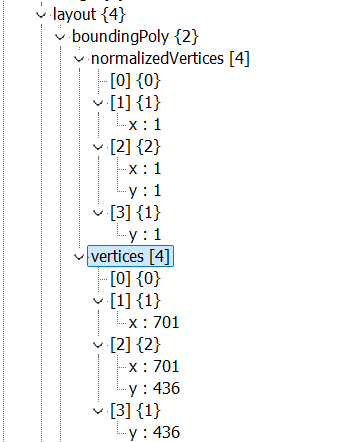 layout {4}
boundingPoly {2}
normalizedVertices [4]
[0] {0}
[1] {1}
x : 1
[2] {2}
x : 1
y : 1
[3] {1}
y : 1
vertices [4]
[0] {0}
[1] {1}
x : 701
[2] {2}
x : 701
y : 436
[3] {1}
y : 436